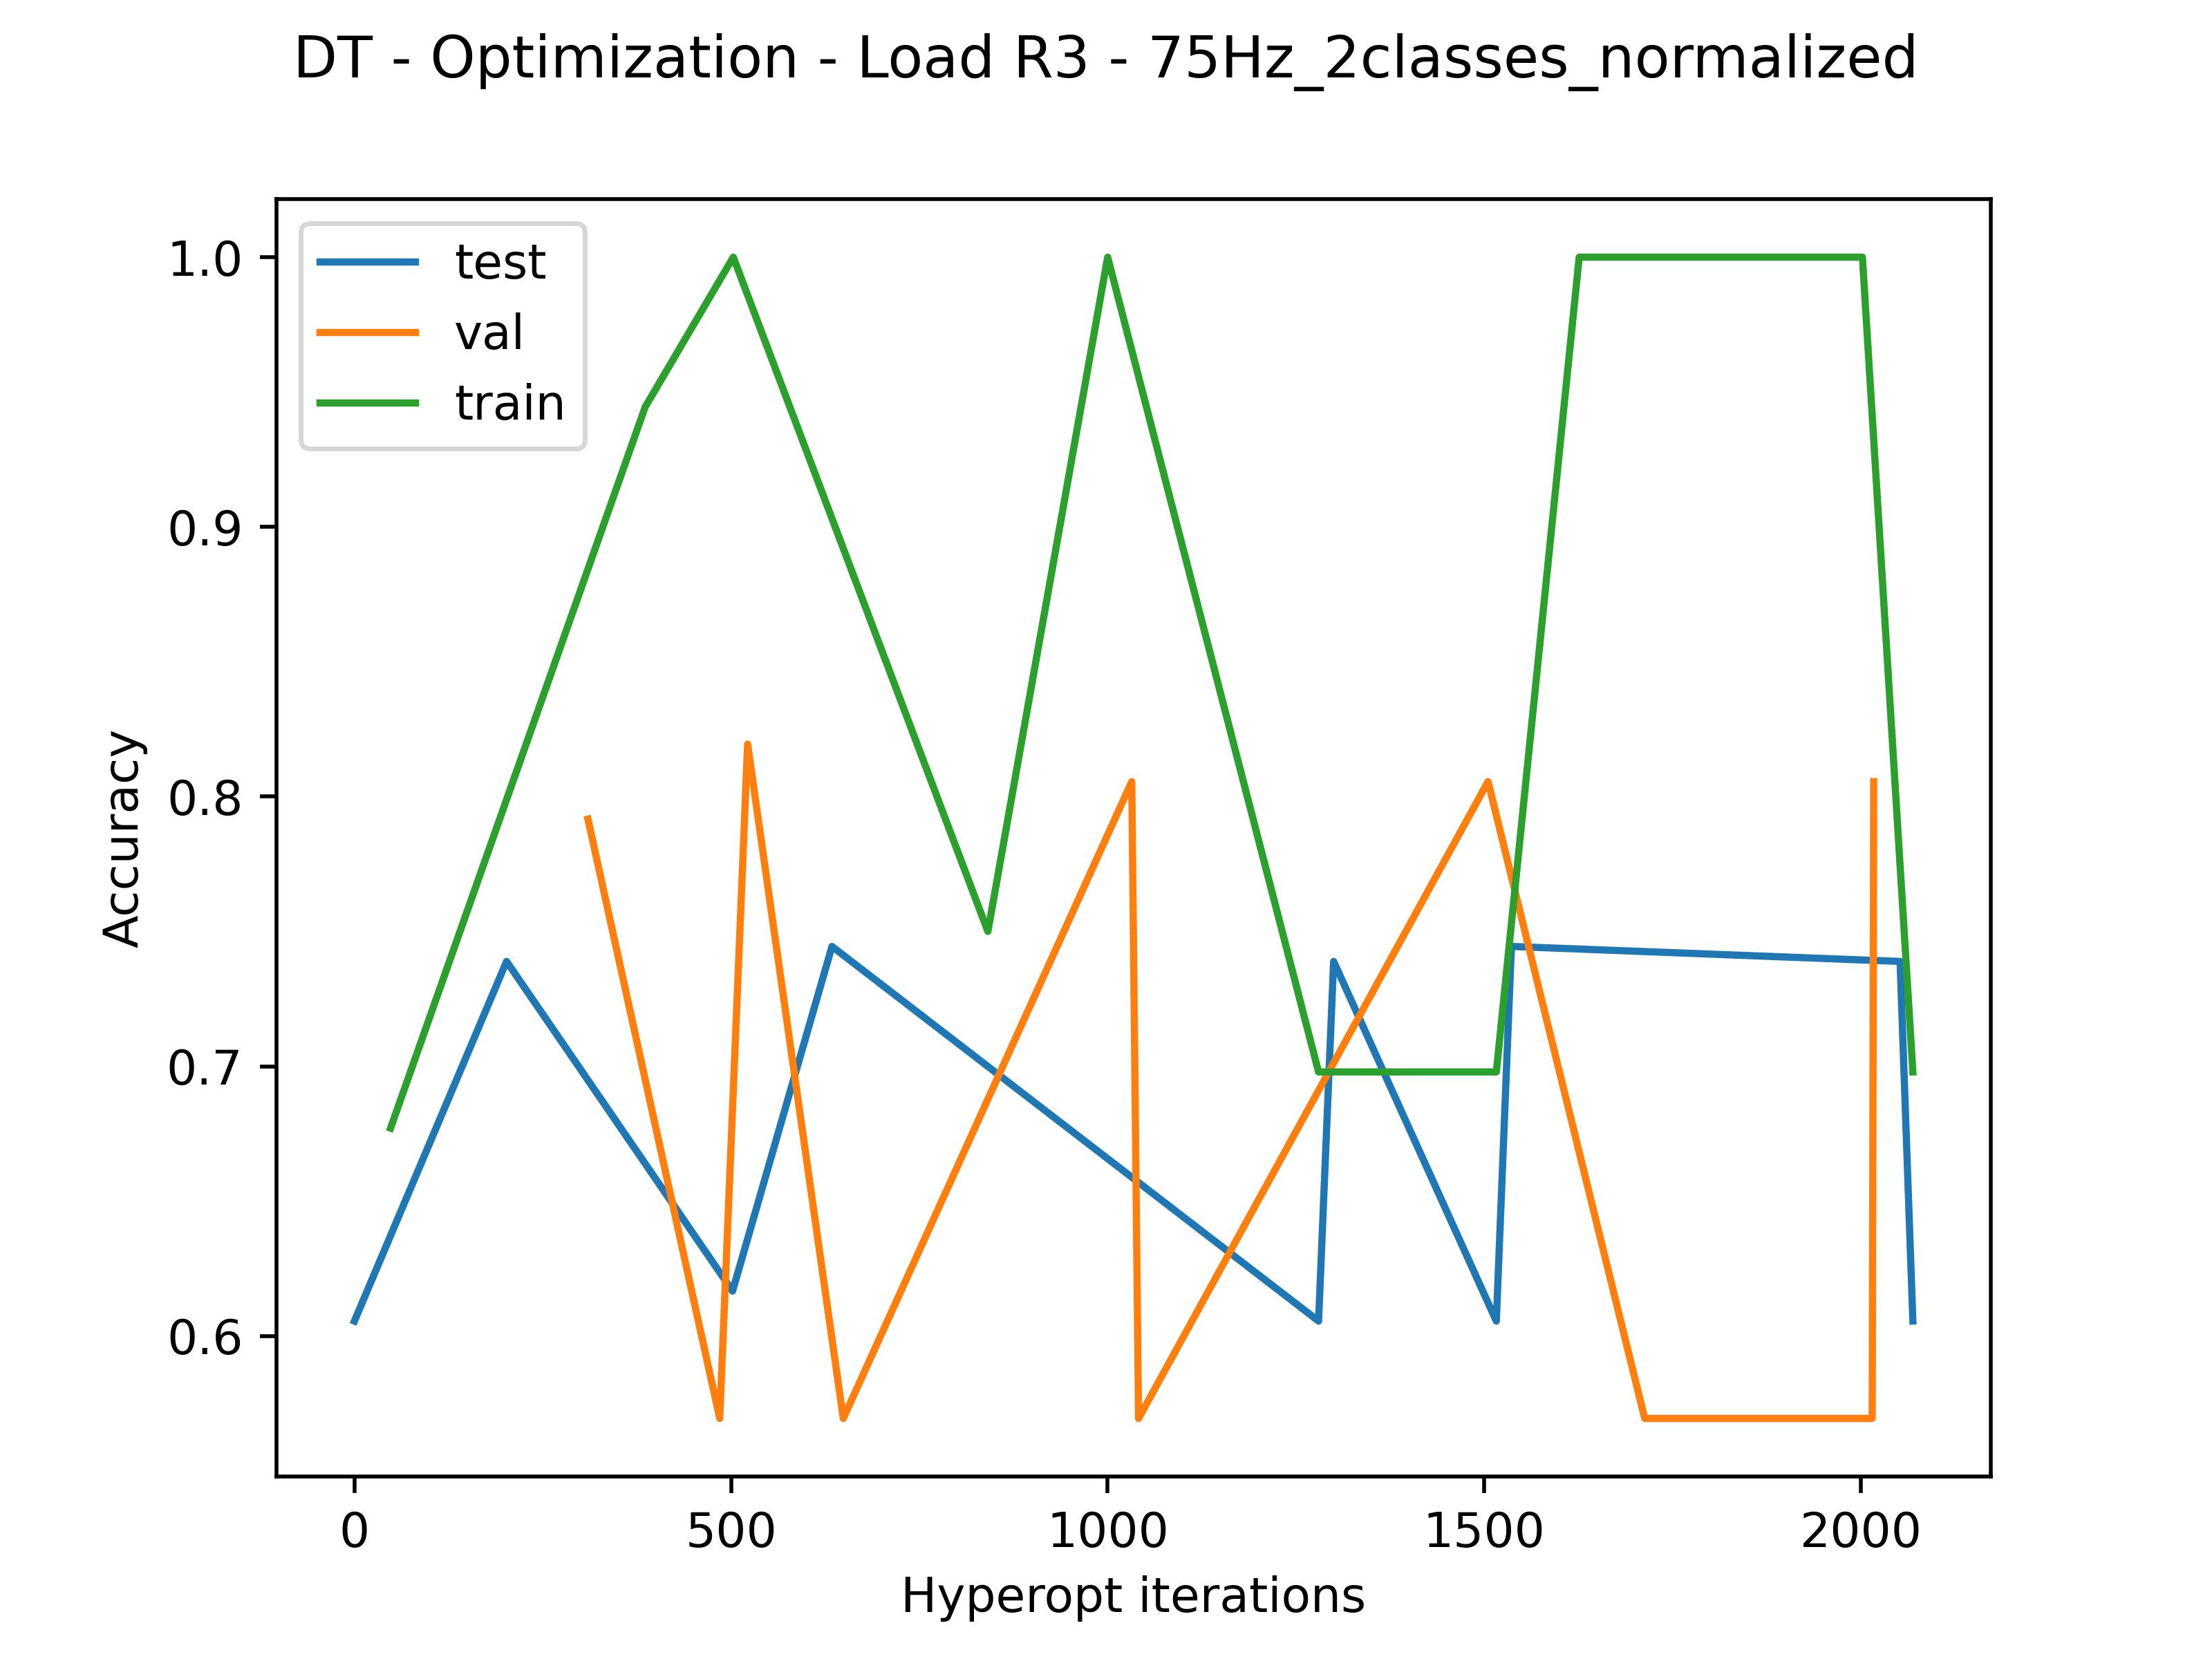 DT - Optimization - Load R3 - 75Hz_2classes_normalized
test
val
train
1.0
0.9
0.8
0.7
0.6
Accuracy
0 500 1000 1500 2000
Hyperopt iterations